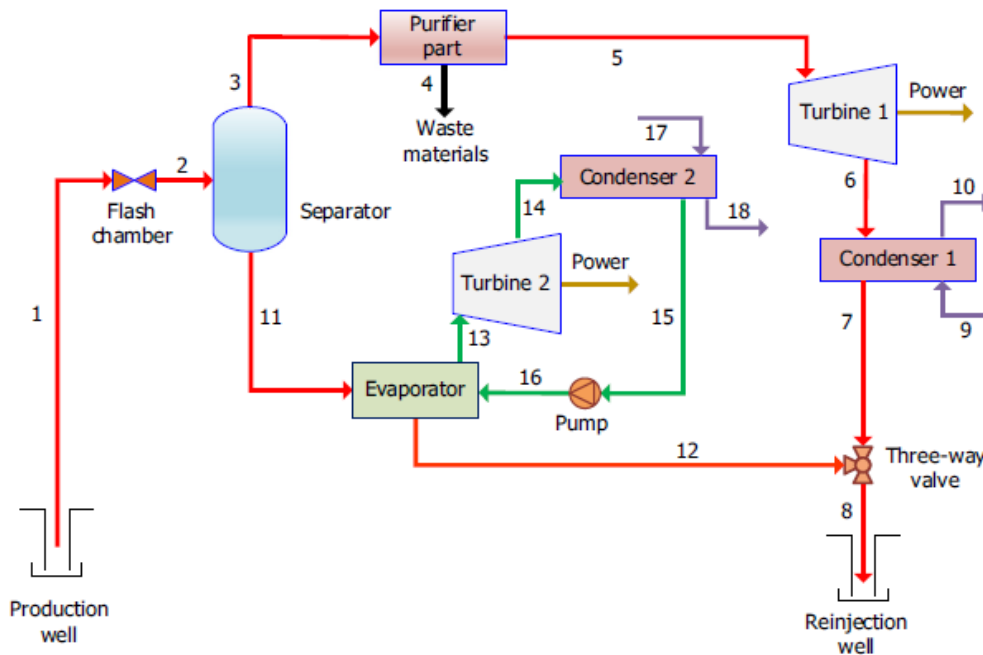 Purifier
part
3
4
5
Waste
materials
Turbine 1
Power
17
2
Flash
chamber
Separator
Condenser 2
14
18
6
10
Condenser 1
Turbine 2
Power
1
11
13
15
7
9
Evaporator
16
Pump
12
Three-way
valve
8
Production
well
Reinjection
well